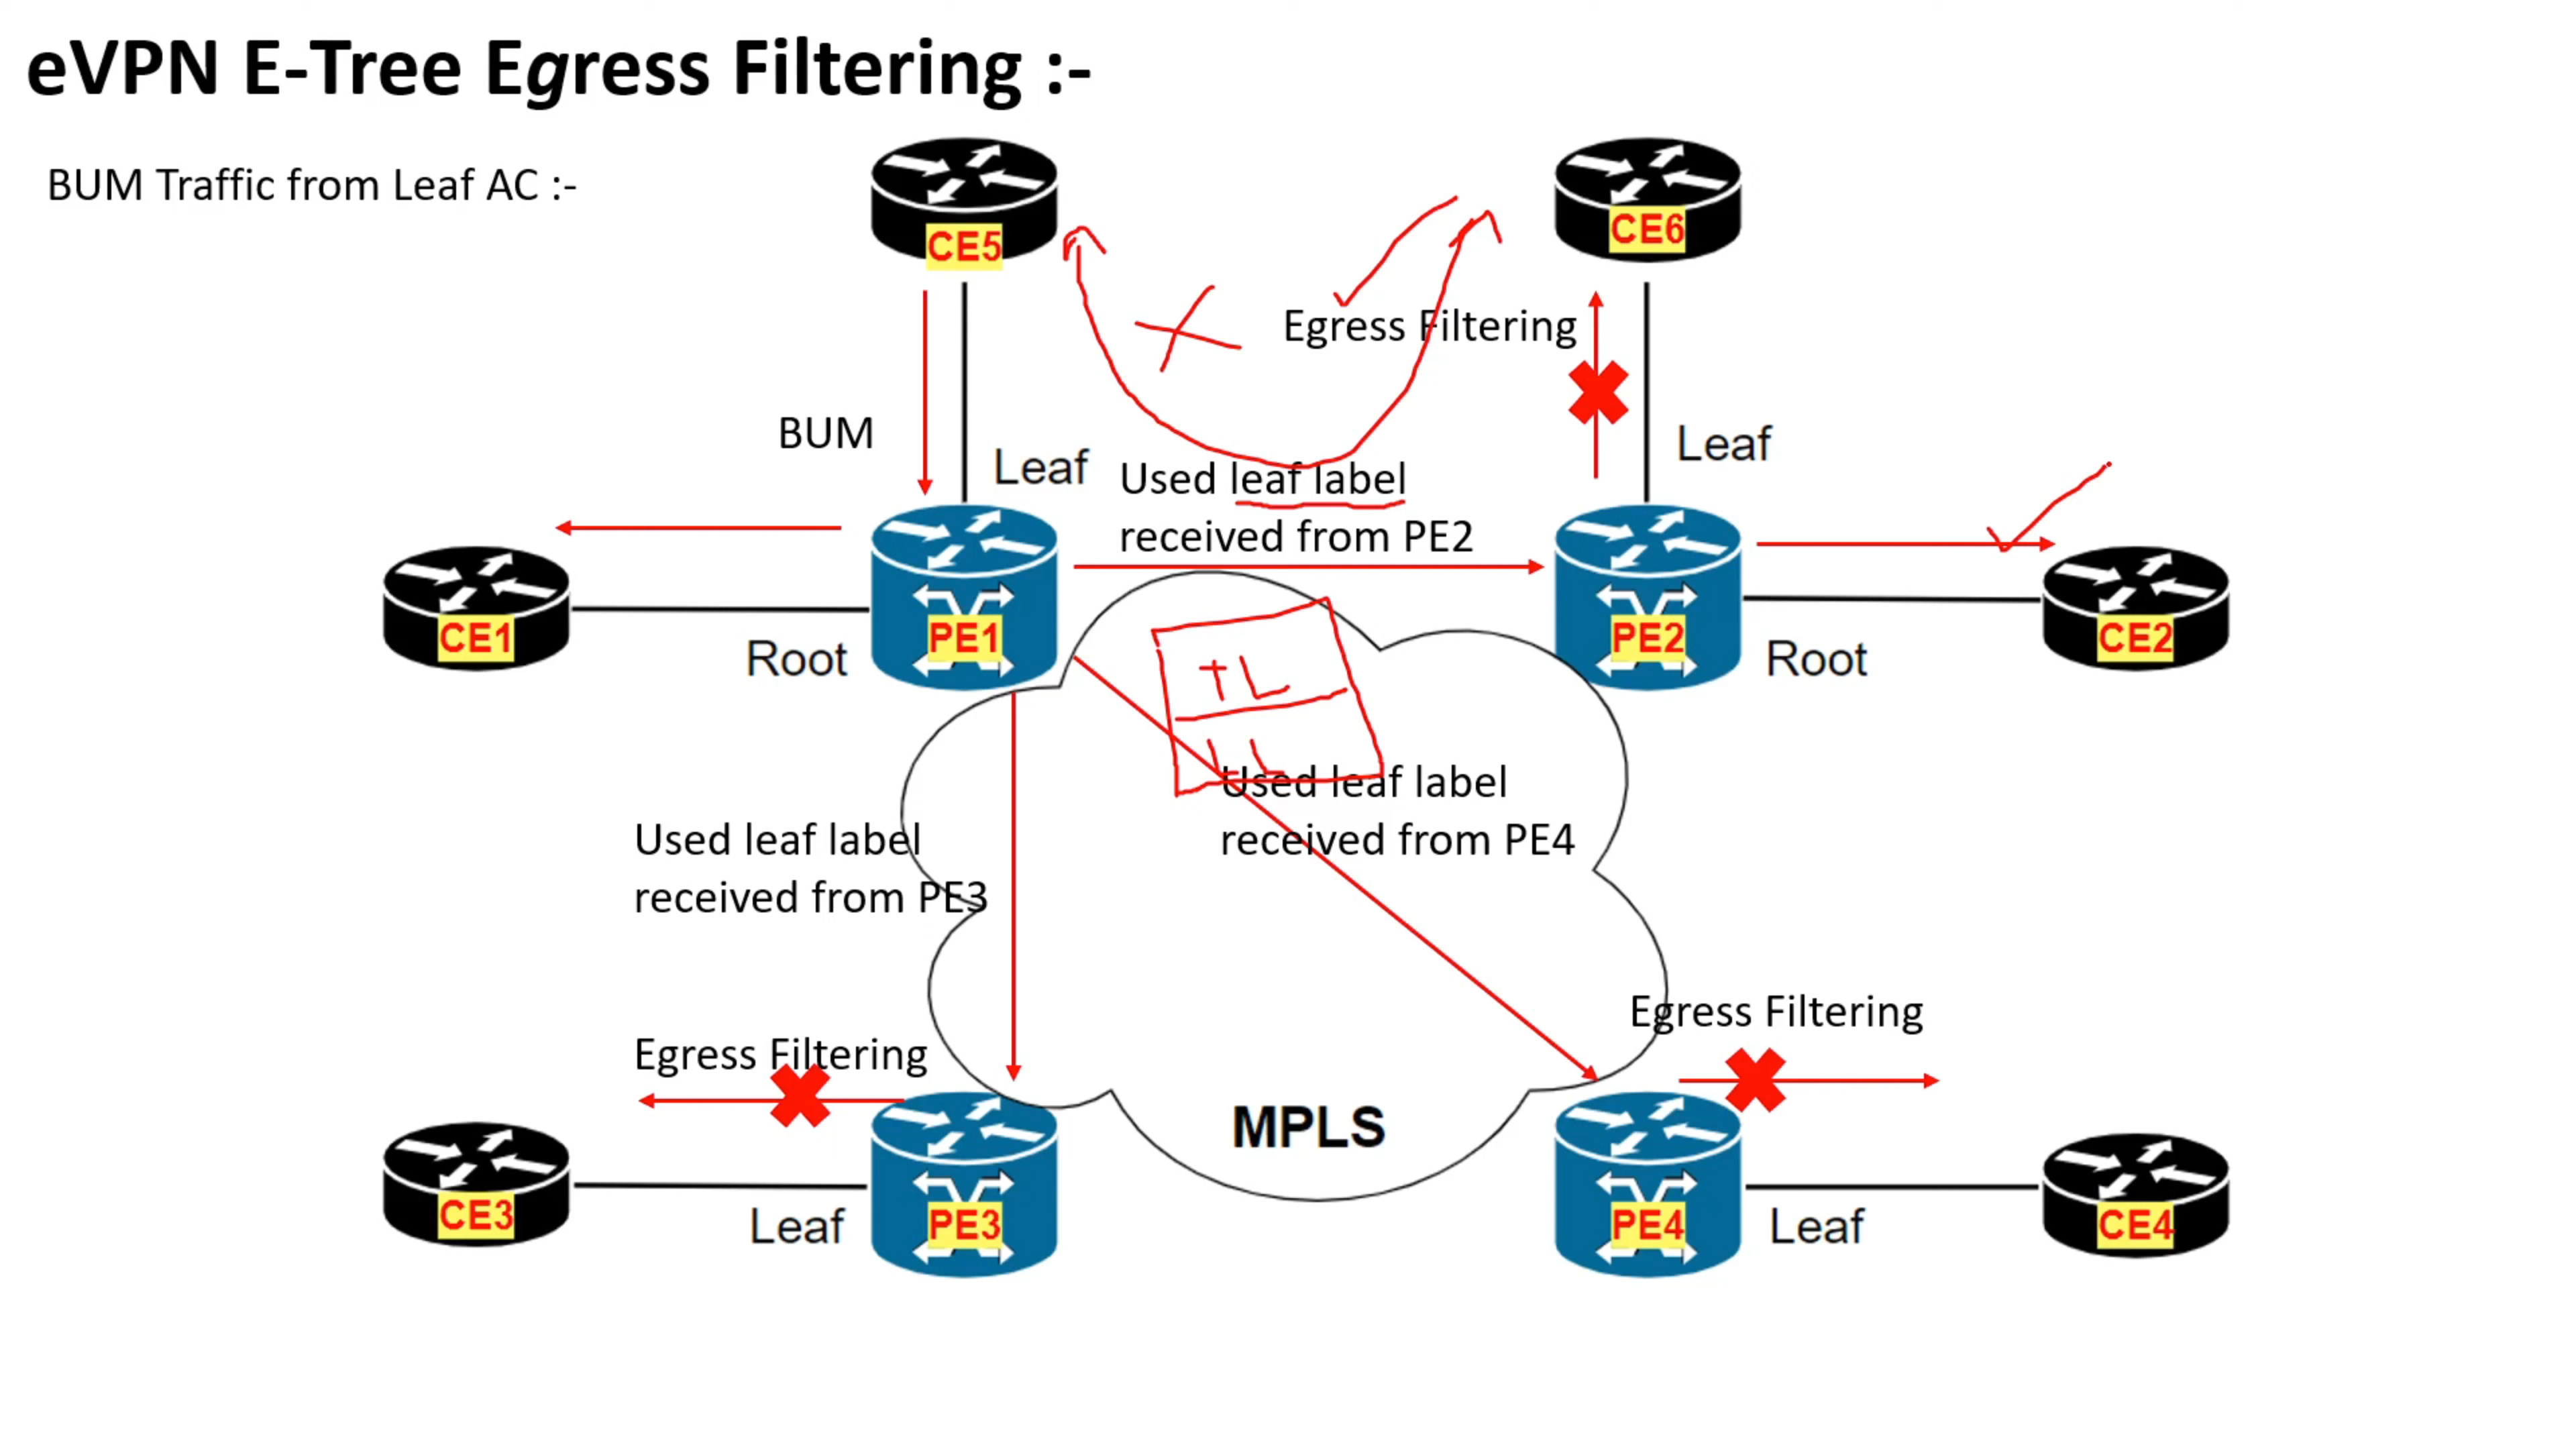 eVPN E-Tree Egress Filtering :-
BUM Traffic from Leaf AC :-
CE5
CE6
Egress Filtering
BUM
Leaf
Leaf
Used leaf label
received from PE2
CE1
Root
PE1
PE2
Root
CE2
TL
LL
Used leaf label
received from PE4
Used leaf label
received from PE3
Egress Filtering
Egress Filtering
MPLS
CE3
Leaf
PE3
PE4
Leaf
CE4